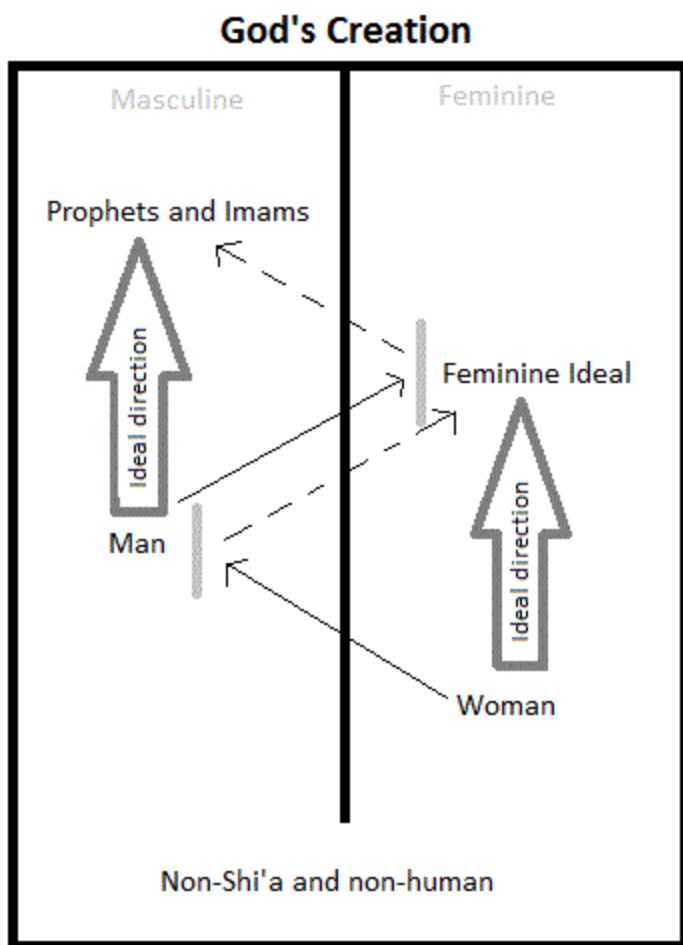 God's Creation
Masculine
Feminine
Prophets and Imams
Ideal direction
Feminine Ideal
Man
Ideal direction
Woman
Non-Shi'a and non-human